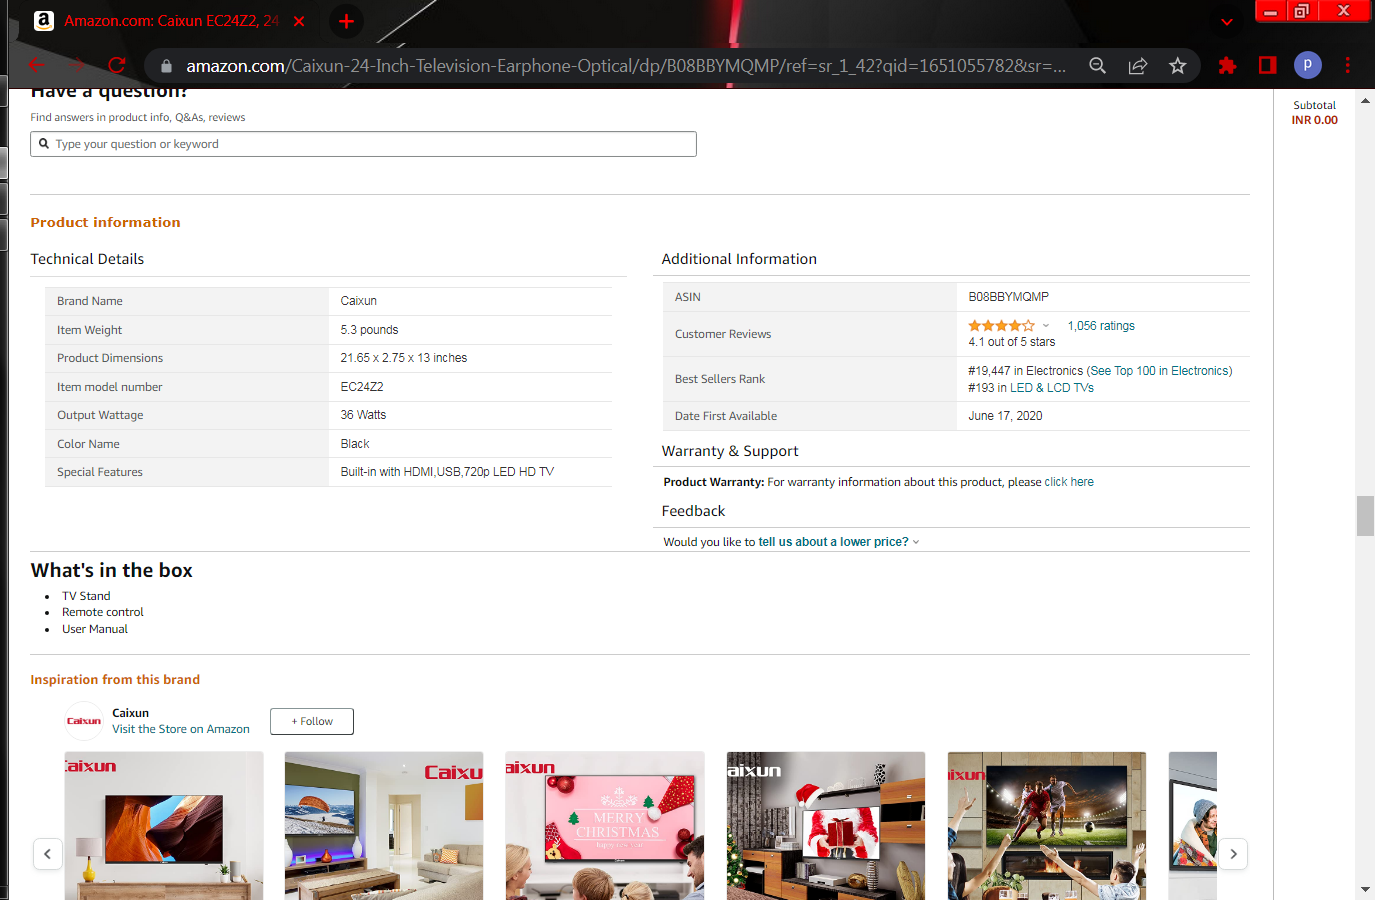 Amazon.com: Caixun EC24Z2, 24
amazon.com/Caixun-24-Inch-Television-Earphone-Optical/dp/B08BBYMQMP/ref=sr_1_42?qid=1651055782&sr=...
P
Have a question?
Find answers in product info, Q&As, reviews
Type your question or keyword
Subtotal
INR 0.00
Product information
Technical Details
Brand Name Caixun
Item Weight 5.3 pounds
Product Dimensions 21.65 x 2.75 x 13 inches
Item model number EC24Z2
Output Wattage 36 Watts
Color Name Black
Special Features Built-in with HDMI,USB,720p LED HD TV
Additional Information
ASIN B08BBYMQMP
Customer Reviews 1,056 ratings
4.1 out of 5 stars
Best Sellers Rank #19,447 in Electronics (See Top 100 in Electronics)
#193 in LED & LCD TVs
Date First Available June 17, 2020
Warranty & Support
Product Warranty: For warranty information about this product, please click here
Feedback
Would you like to tell us about a lower price?
What's in the box
• TV Stand
• Remote control
• User Manual
Inspiration from this brand
Caixun
Caixun
Visit the Store on Amazon
+ Follow
Caixun
Caixu
aixun
MERRY
CHRISTMAS
aixun
ixun